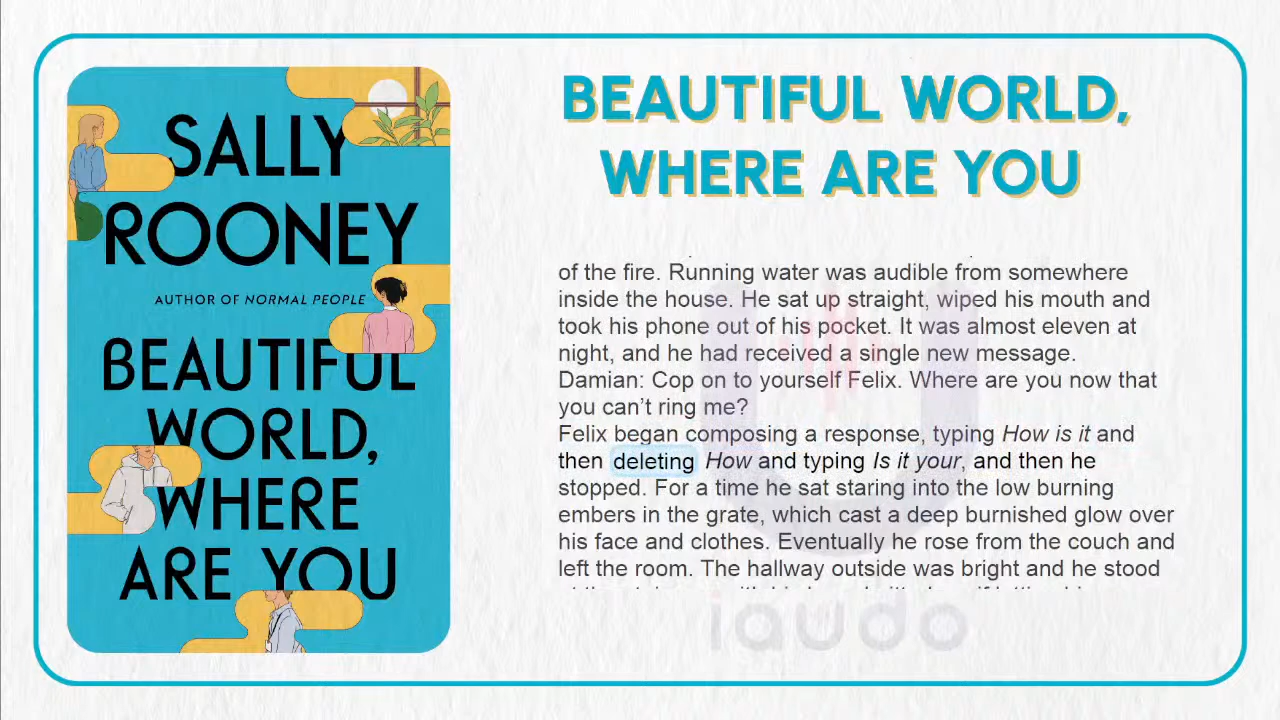 SALLY
ROONEY
AUTHOR OF NORMAL PEOPLE
BEAUTIFUL
WORLD,
WHERE
ARE YOU
BEAUTIFUL WORLD,
WHERE ARE YOU
of the fire. Running water was audible from somewhere
inside the house. He sat up straight, wiped his mouth and
took his phone out of his pocket. It was almost eleven at
night, and he had received a single new message.
Damian: Cop on to yourself Felix. Where are you now that
you can’t ring me?
Felix began composing a response, typing How is it and
then deleting How and typing Is it your, and then he
stopped. For a time he sat staring into the low burning
embers in the grate, which cast a deep burnished glow over
his face and clothes. Eventually he rose from the couch and
left the room. The hallway outside was bright and he stood
iaudo